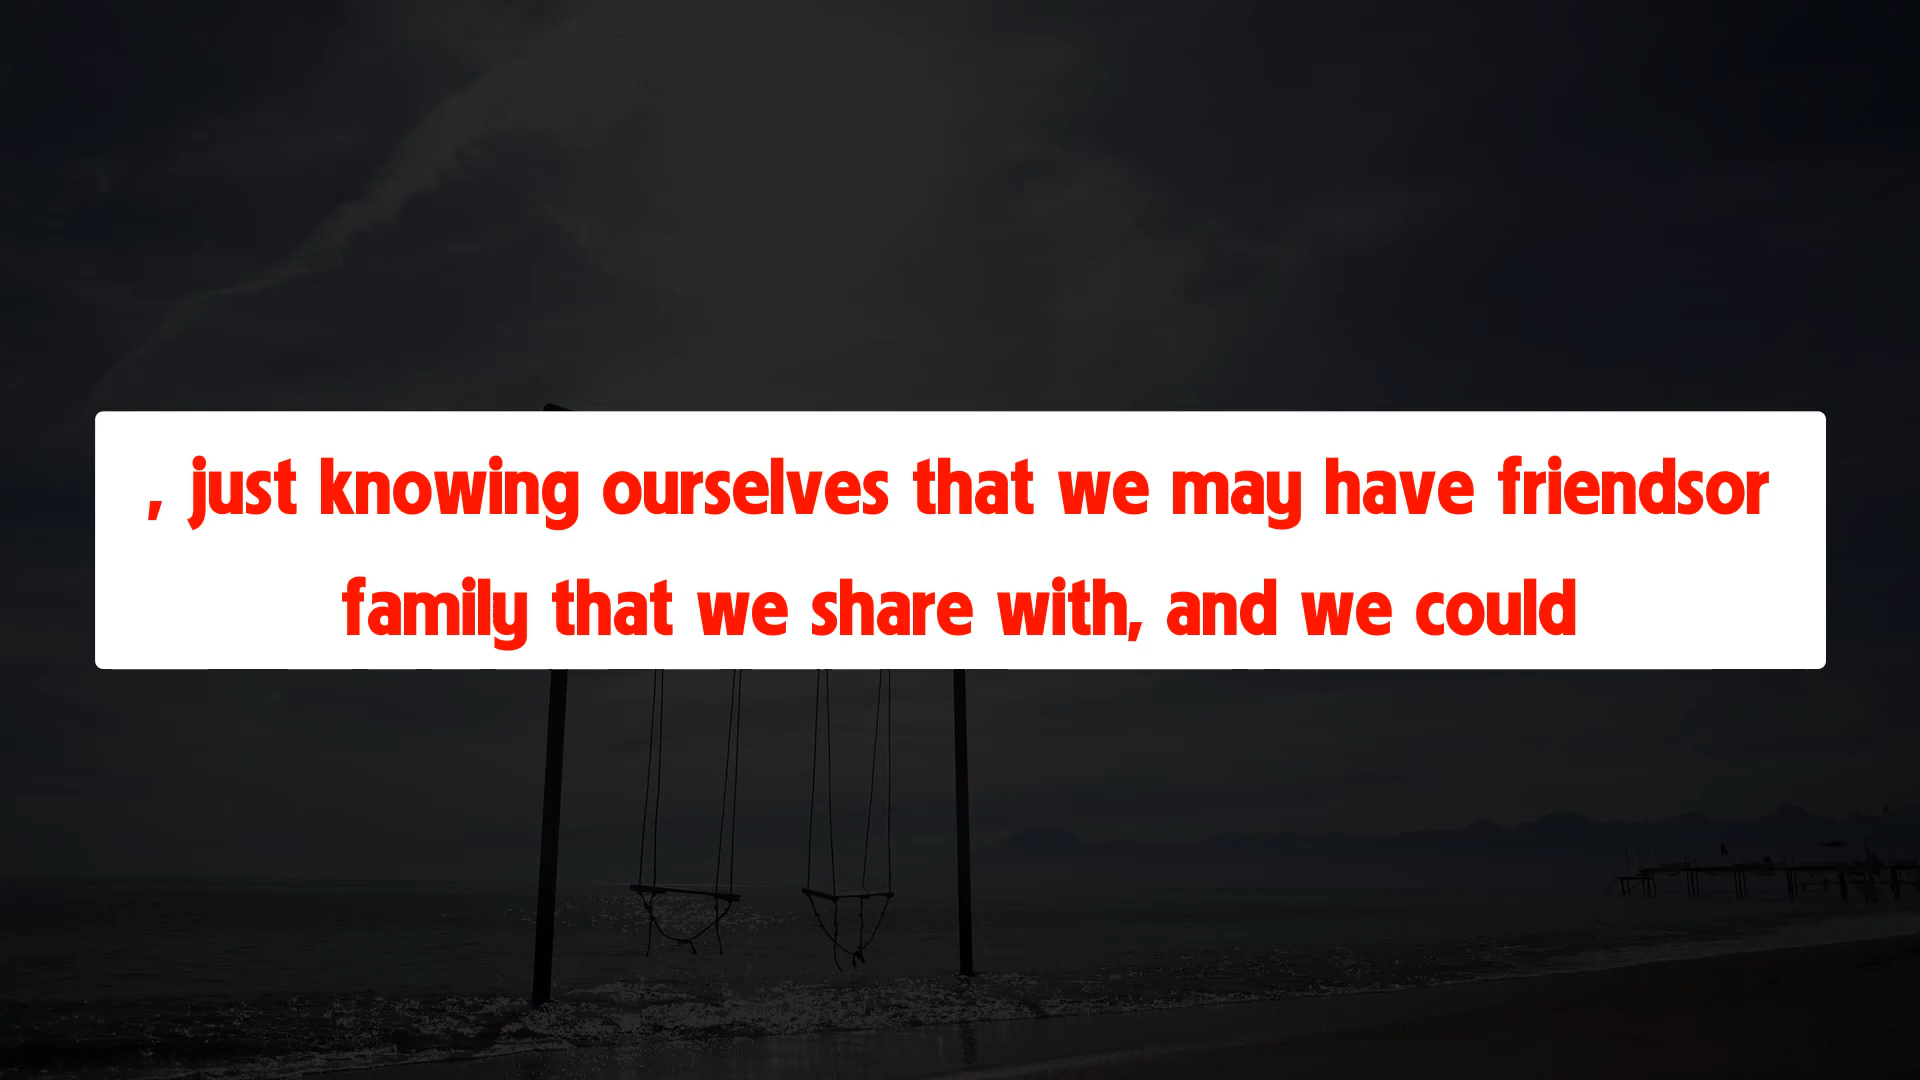 , just knowing ourselves that we may have friendsor
family that we share with, and we could